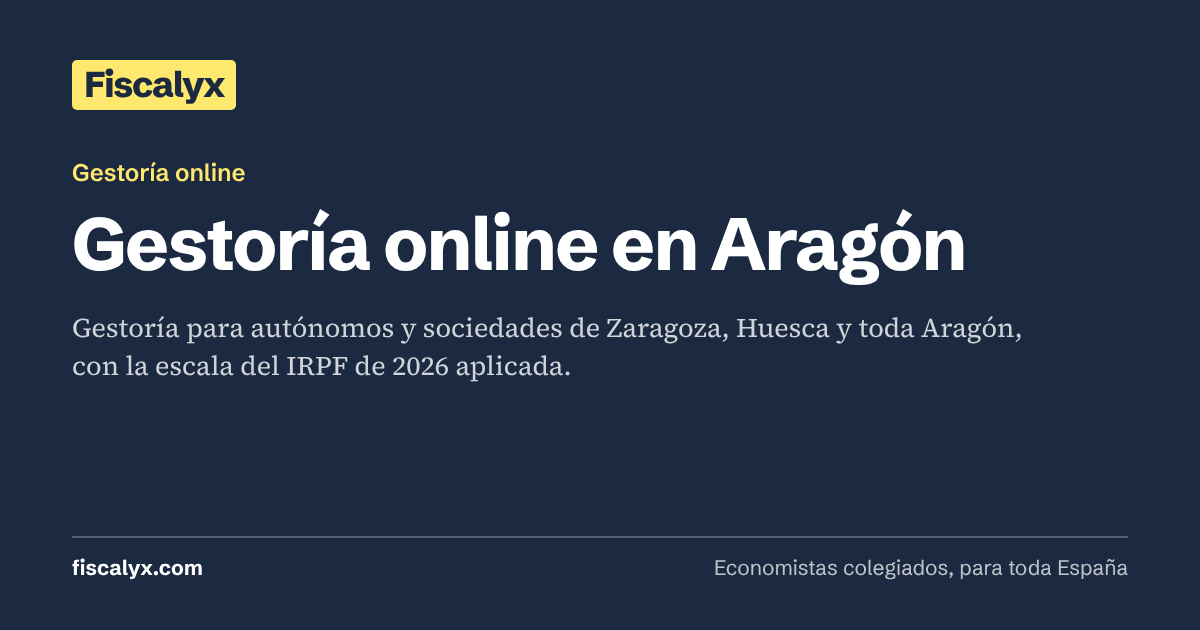 Fiscalyx
Gestoría online
Gestoría online en Aragón
Gestoría para autónomos y sociedades de Zaragoza, Huesca y toda Aragón,
con la escala del IRPF de 2026 aplicada.
fiscalyx.com
Economistas colegiados, para toda España